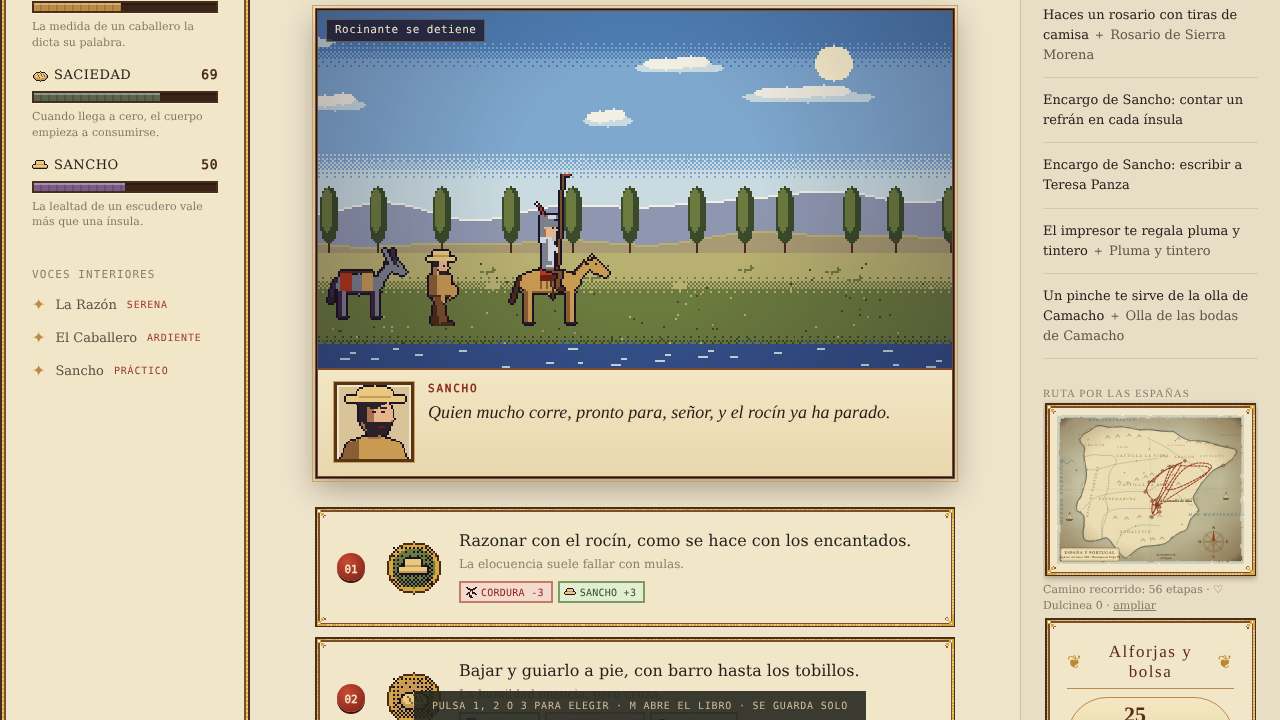 La medida de un caballero la
dicta su palabra.
SACIEDAD 69
Cuando llega a cero, el cuerpo
empieza a consumirse.
SANCHO 50
La lealtad de un escudero vale
más que una ínsula.
VOCES INTERIORES
La Razón SERENA
El Caballero ARDIENTE
Sancho PRÁCTICO
Rocinante se detiene
SANCHO
Quien mucho corre, pronto para, señor, y el rocín ya ha parado.
01
Razonar con el rocín, como se hace con los encantados.
La elocuencia suele fallar con mulas.
CORDURA -3 SANCHO +3
02
Bajar y guiarlo a pie, con barro hasta los tobillos.
PULSA 1, 2 O 3 PARA ELEGIR · M ABRE EL LIBRO · SE GUARDA SOLO
Haces un rosario con tiras de
camisa + Rosario de Sierra
Morena
Encargo de Sancho: contar un
refrán en cada ínsula
Encargo de Sancho: escribir a
Teresa Panza
El impresor te regala pluma y
tintero + Pluma y tintero
Un pinche te sirve de la olla de
Camacho + Olla de las bodas
de Camacho
RUTA POR LAS ESPAÑAS
ESPAÑA Y PORTUGAL
Camino recorrido: 56 etapas · ♡
Dulcinea 0 · ampliar
Alforjas y
bolsa
25